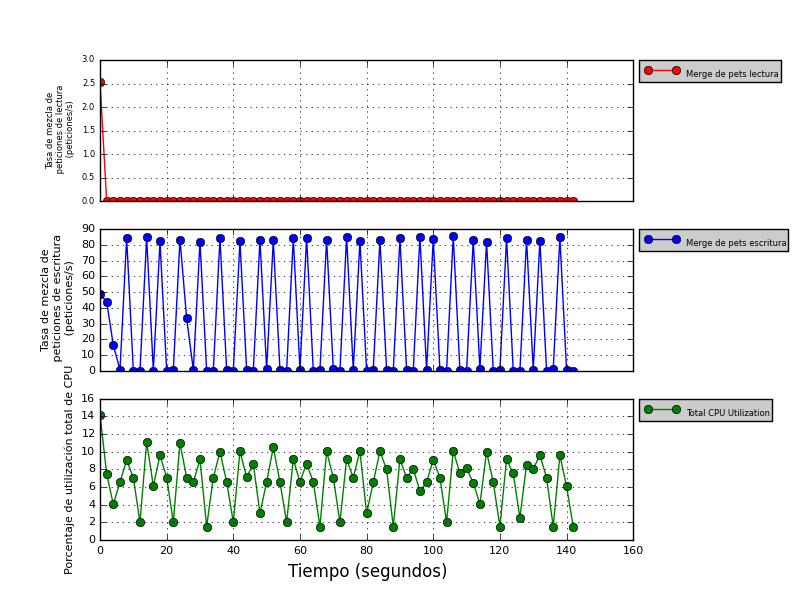 3.0
2.5
2.0
1.5
1.0
0.5
0.0
Tasa de mezcla de
peticiones de lectura
(peticiones/s)
Merge de pets lectura
90
80
70
60
50
40
30
20
10
0
Tasa de mezcla de
peticiones de escritura
(peticiones/s)
Merge de pets escritura
16
14
12
10
8
6
4
2
0
Porcentaje de utilización total de CPU
Total CPU Utilization
0 20 40 60 80 100 120 140 160
Tiempo (segundos)